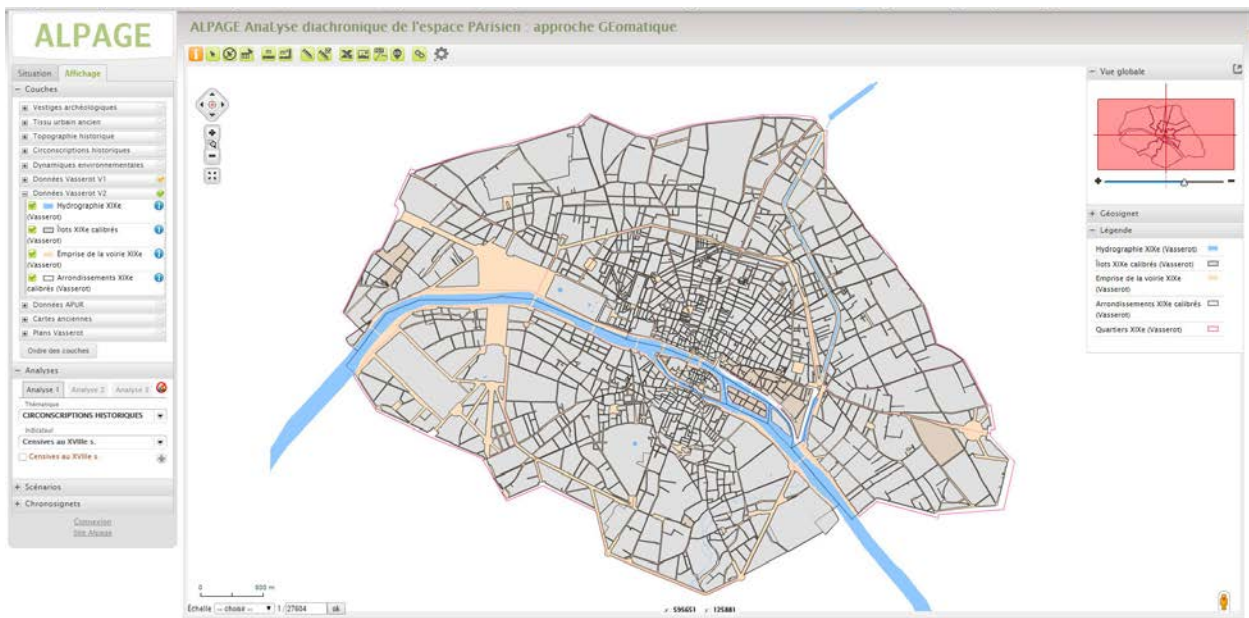 ALPAGE
ALPAGE AnaLyse diachronique de l'espace PArisien : approche GEomatique
Situation Affichage
Couches
Vestiges archéologiques
Tissu urbain ancien
Topographie historique
Circonscriptions historiques
Dynamiques environnementales
Données Vasserot V1
Données Vasserot V2
Hydrographie XIXe
(Vasserot)
Îlots XIXe calibrés
(Vasserot)
Emprise de la voirie XIXe
(Vasserot)
Arrondissements XIXe
calibrés (Vasserot)
Données APUR
Cartes anciennes
Plans Vasserot
Ordre des couches
Analyses
Analyse 1 Analyse 2 Analyse 3
Thématique
CIRCONSCRIPTIONS HISTORIQUES
Indicateur
Censives au XVIIIe s.
Censives au XVIIIe s.
Scénarios
Chronosignets
Connexion
Site Alpage
0 600 m
Échelle -- choisir -- 1 / 27604 ok
x : 595651 y : 125881
Vue globale
Géosignet
Légende
Hydrographie XIXe (Vasserot)
Îlots XIXe calibrés (Vasserot)
Emprise de la voirie XIXe
(Vasserot)
Arrondissements XIXe calibrés
(Vasserot)
Quartiers XIXe (Vasserot)